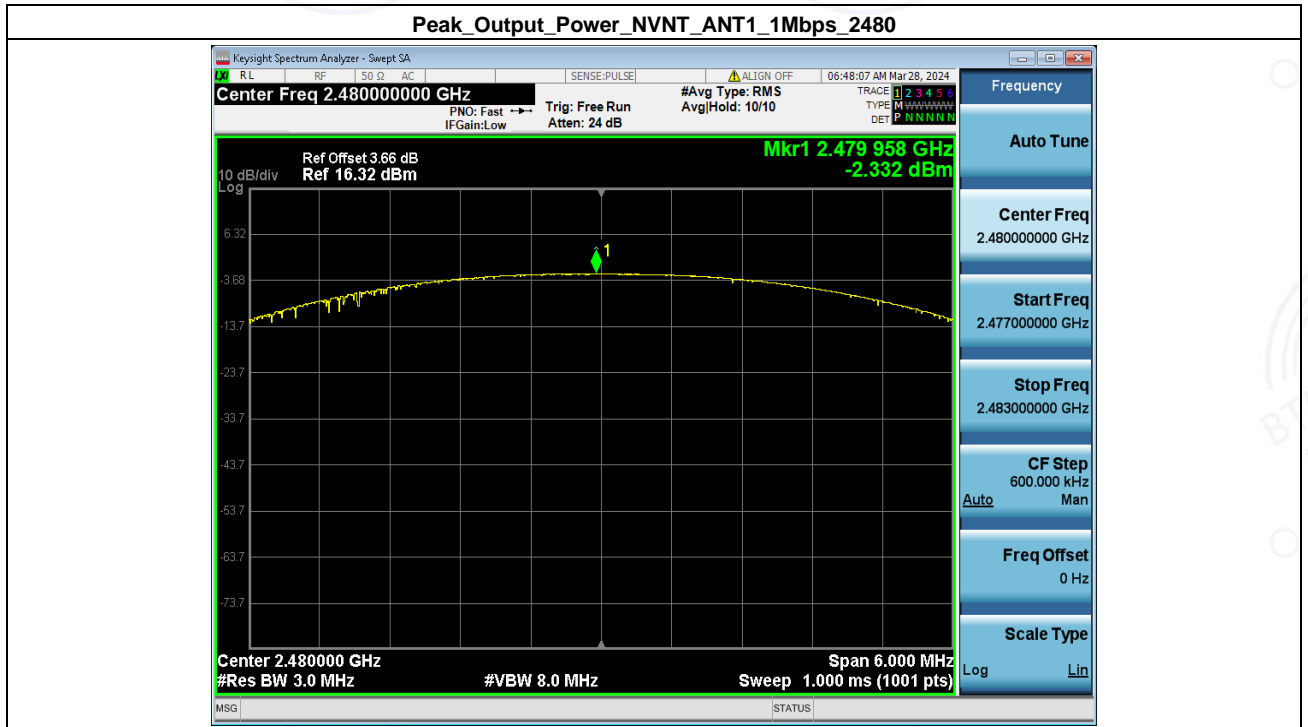 Peak_Output_Power_NVNT_ANT1_1Mbps_2480
Keysight Spectrum Analyzer - Swept SA
LXI RL RF 50 Ω AC SENSE:PULSE ALIGN OFF 06:48:07 AM Mar 28, 2024
Center Freq 2.480000000 GHz
PNO: Fast
IFGain:Low
Trig: Free Run
Atten: 24 dB
#Avg Type: RMS
Avg|Hold: 10/10
TRACE 1 2 3 4 5 6
TYPE M WWWWW
DET P N N N N N
Mkr1 2.479 958 GHz
-2.332 dBm
Ref Offset 3.66 dB
10 dB/div Ref 16.32 dBm
Log
6.32
-3.68
-13.7
-23.7
-33.7
-43.7
-53.7
-63.7
-73.7
1
Center 2.480000 GHz Span 6.000 MHz
#Res BW 3.0 MHz #VBW 8.0 MHz Sweep 1.000 ms (1001 pts)
MSG STATUS
Frequency
Auto Tune
Center Freq
2.480000000 GHz
Start Freq
2.477000000 GHz
Stop Freq
2.483000000 GHz
CF Step
600.000 kHz
Auto Man
Freq Offset
0 Hz
Scale Type
Log Lin